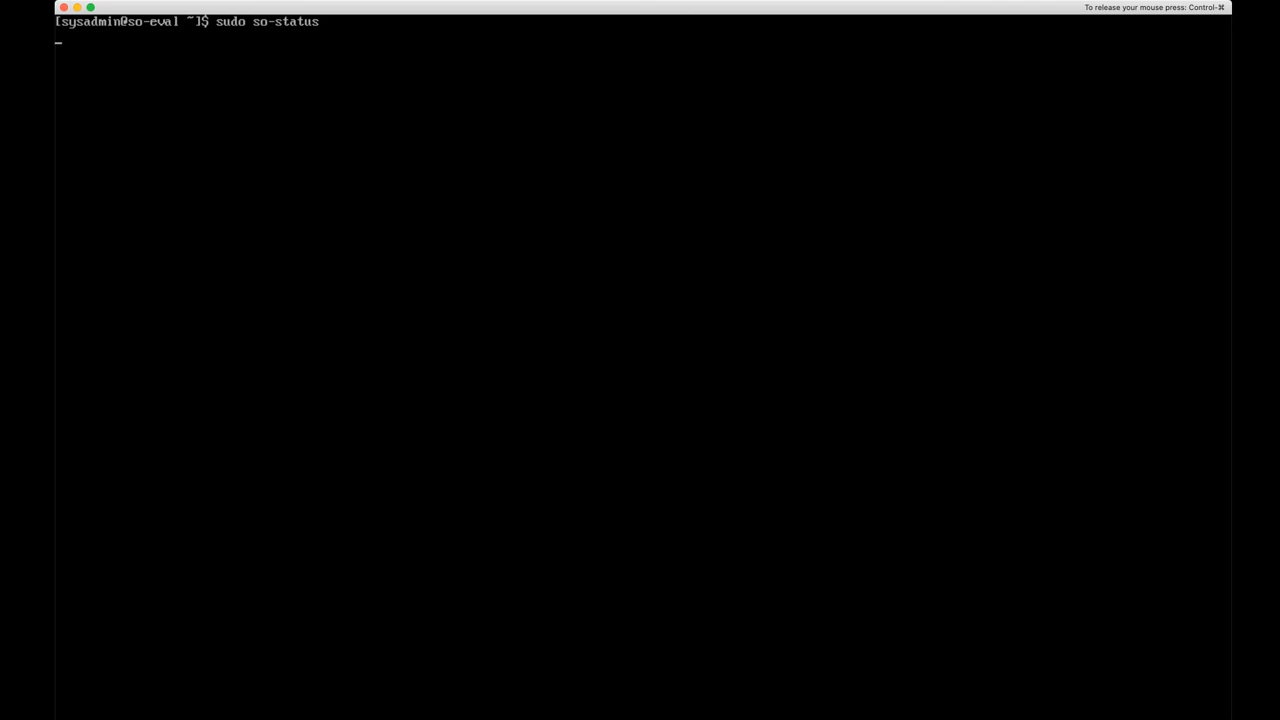 To release your mouse press: Control-⌘
[sysadmin@so-eval ~]$ sudo so-status